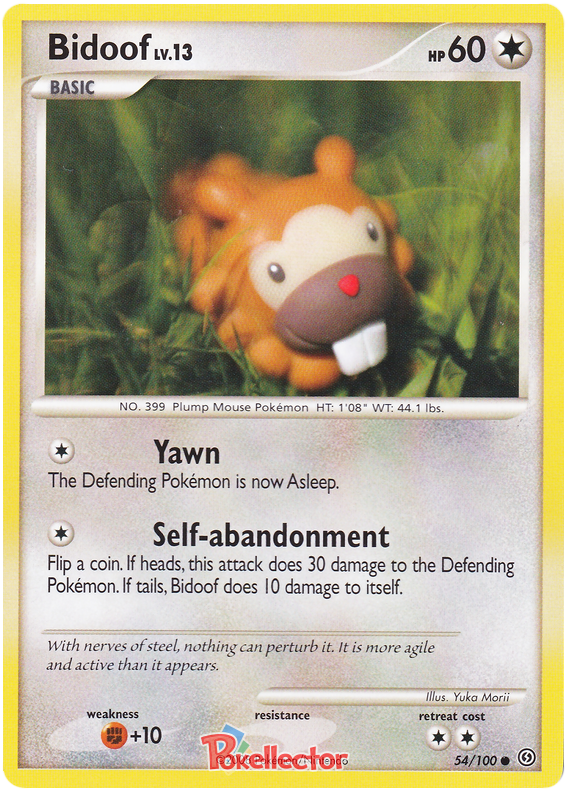 Bidoof LV.13
HP 60
BASIC
NO. 399 Plump Mouse Pokémon HT: 1'08" WT: 44.1 lbs.
Yawn
The Defending Pokémon is now Asleep.
Self-abandonment
Flip a coin. If heads, this attack does 30 damage to the Defending
Pokémon. If tails, Bidoof does 10 damage to itself.
With nerves of steel, nothing can perturb it. It is more agile
and active than it appears.
Illus. Yuka Morii
weakness
resistance
retreat cost
+10
Pokellector
54/100